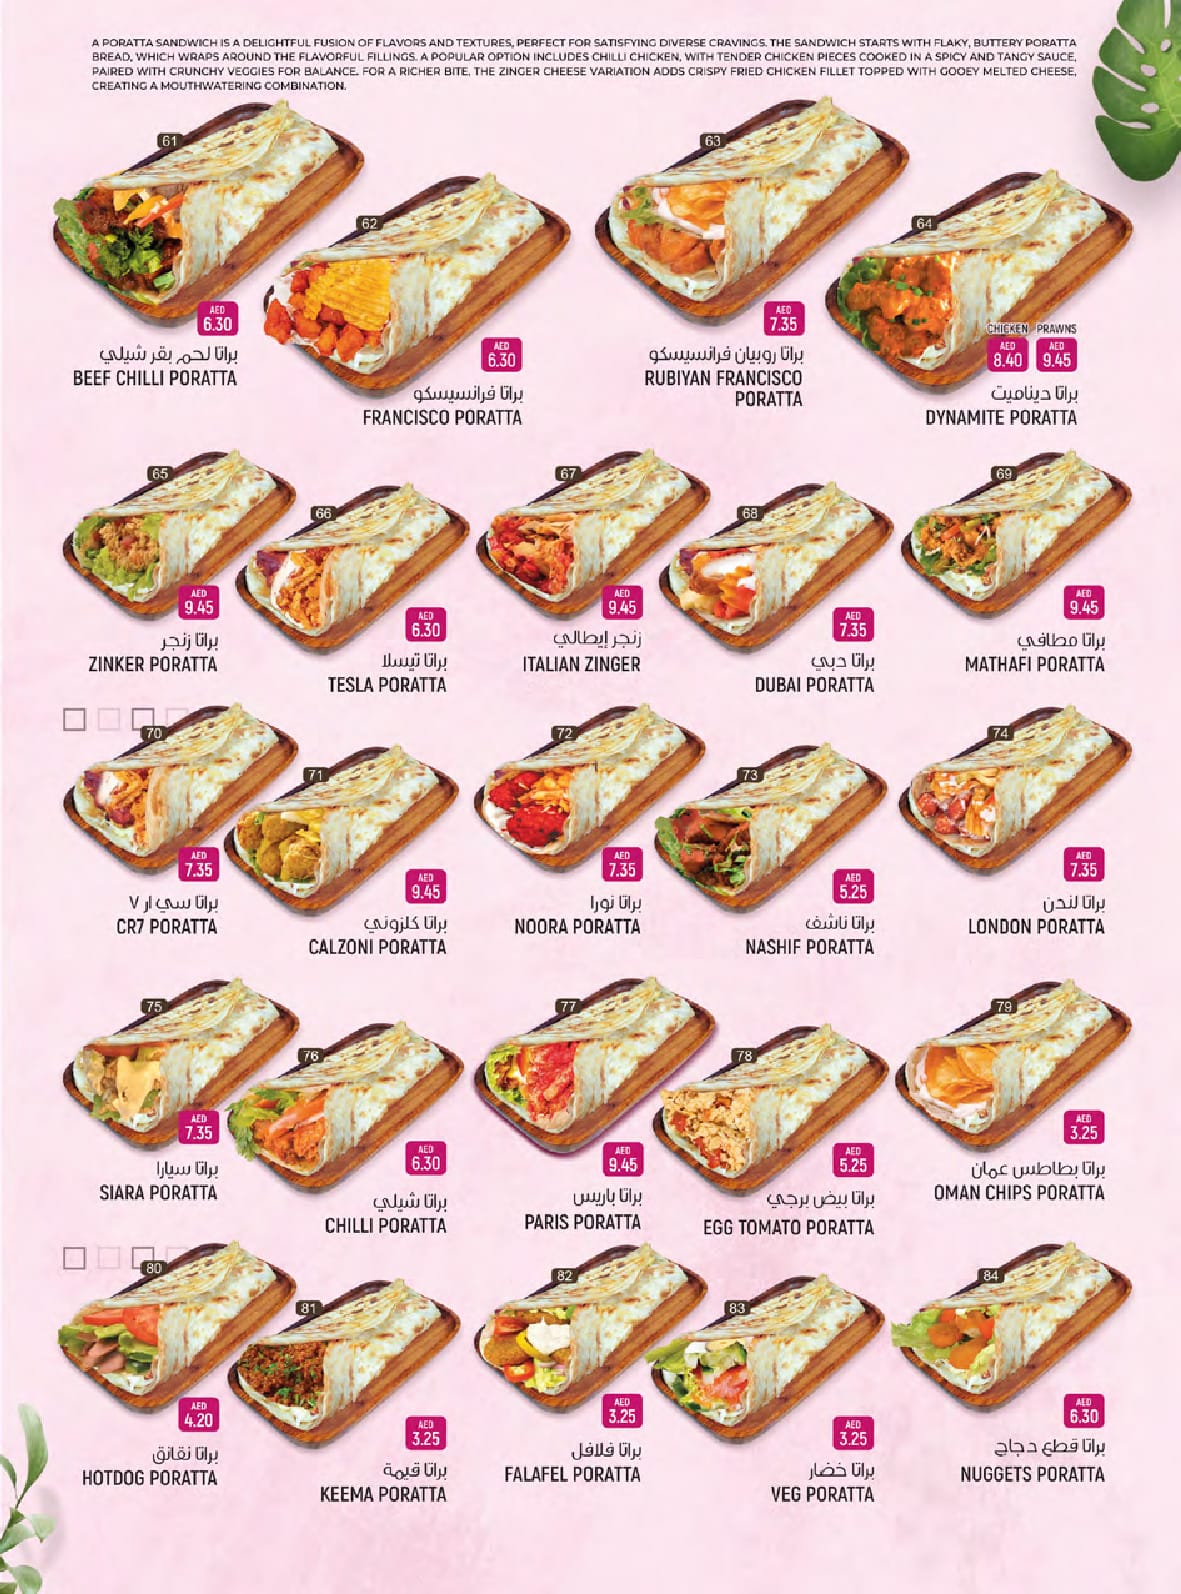 A PORATTA SANDWICH IS A DELIGHTFUL FUSION OF FLAVORS AND TEXTURES, PERFECT FOR SATISFYING DIVERSE CRAVINGS. THE SANDWICH STARTS WITH FLAKY, BUTTERY PORATTA
BREAD, WHICH WRAPS AROUND THE FLAVORFUL FILLINGS. A POPULAR OPTION INCLUDES CHILLI CHICKEN, WITH TENDER CHICKEN PIECES COOKED IN A SPICY AND TANGY SAUCE,
PAIRED WITH CRUNCHY VEGGIES FOR BALANCE. FOR A RICHER BITE, THE ZINGER CHEESE VARIATION ADDS CRISPY FRIED CHICKEN FILLET TOPPED WITH GOOEY MELTED CHEESE,
CREATING A MOUTHWATERING COMBINATION.
61
AED
6.30
براتا لحم بقر شيلي
BEEF CHILLI PORATTA
62
AED
6.30
براتا فرانسيسكو
FRANCISCO PORATTA
63
AED
7.35
براتا روبيان فرانسيسكو
RUBIYAN FRANCISCO
PORATTA
64
CHICKEN PRAWNS
AED AED
8.40 9.45
براتا ديناميت
DYNAMITE PORATTA
65
AED
9.45
براتا زنجر
ZINKER PORATTA
66
AED
6.30
براتا تيسلا
TESLA PORATTA
67
AED
9.45
زنجر إيطالي
ITALIAN ZINGER
68
AED
7.35
براتا دبي
DUBAI PORATTA
69
AED
9.45
براتا مطافي
MATHAFI PORATTA
70
AED
7.35
براتا سي ار ٧
CR7 PORATTA
71
AED
9.45
براتا كلزوني
CALZONI PORATTA
72
AED
7.35
براتا نورا
NOORA PORATTA
73
AED
5.25
براتا ناشف
NASHIF PORATTA
74
AED
7.35
براتا لندن
LONDON PORATTA
75
AED
7.35
براتا سيارا
SIARA PORATTA
76
AED
6.30
براتا شيلي
CHILLI PORATTA
77
AED
9.45
براتا باريس
PARIS PORATTA
78
AED
5.25
براتا بيض برجي
EGG TOMATO PORATTA
79
AED
3.25
براتا بطاطس عمان
OMAN CHIPS PORATTA
80
AED
4.20
براتا نقانق
HOTDOG PORATTA
81
AED
3.25
براتا قيمة
KEEMA PORATTA
82
AED
3.25
براتا فلافل
FALAFEL PORATTA
83
AED
3.25
براتا خضار
VEG PORATTA
84
AED
6.30
براتا قطع دجاج
NUGGETS PORATTA